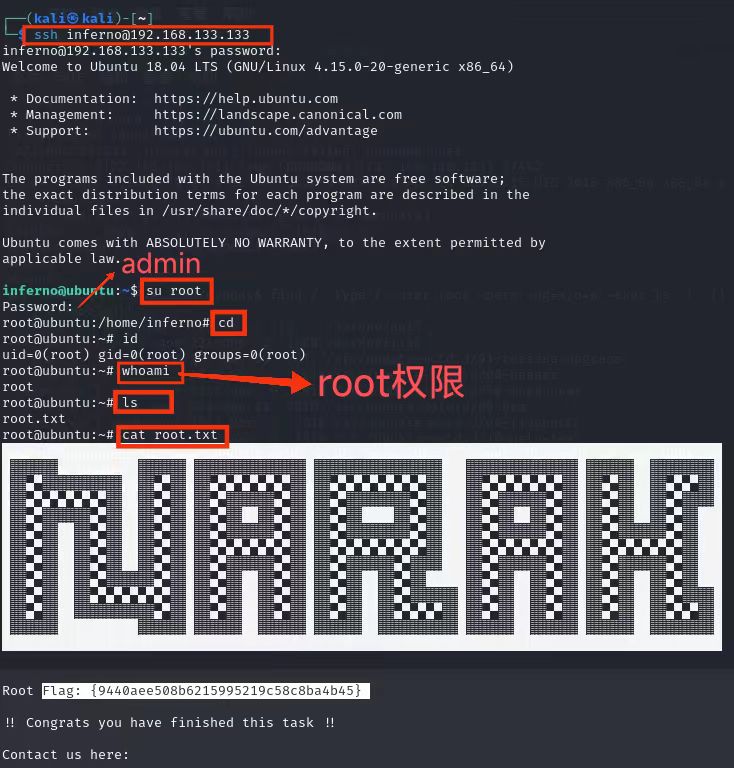 ┌──(kali㉿kali)-[~]
└─$ ssh inferno@192.168.133.133
inferno@192.168.133.133's password:
Welcome to Ubuntu 18.04 LTS (GNU/Linux 4.15.0-20-generic x86_64)
* Documentation:  https://help.ubuntu.com
* Management:     https://landscape.canonical.com
* Support:        https://ubuntu.com/advantage
The programs included with the Ubuntu system are free software;
the exact distribution terms for each program are described in the
individual files in /usr/share/doc/*/copyright.
Ubuntu comes with ABSOLUTELY NO WARRANTY, to the extent permitted by
applicable law.
admin
inferno@ubuntu:~$ su root
Password:
root@ubuntu:/home/inferno# cd
root@ubuntu:~# id
uid=0(root) gid=0(root) groups=0(root)
root@ubuntu:~# whoami
root权限
root
root@ubuntu:~# ls
root.txt
root@ubuntu:~# cat root.txt
NARAK
Root Flag: {9440aee508b6215995219c58c8ba4b45}
!! Congrats you have finished this task !!
Contact us here: